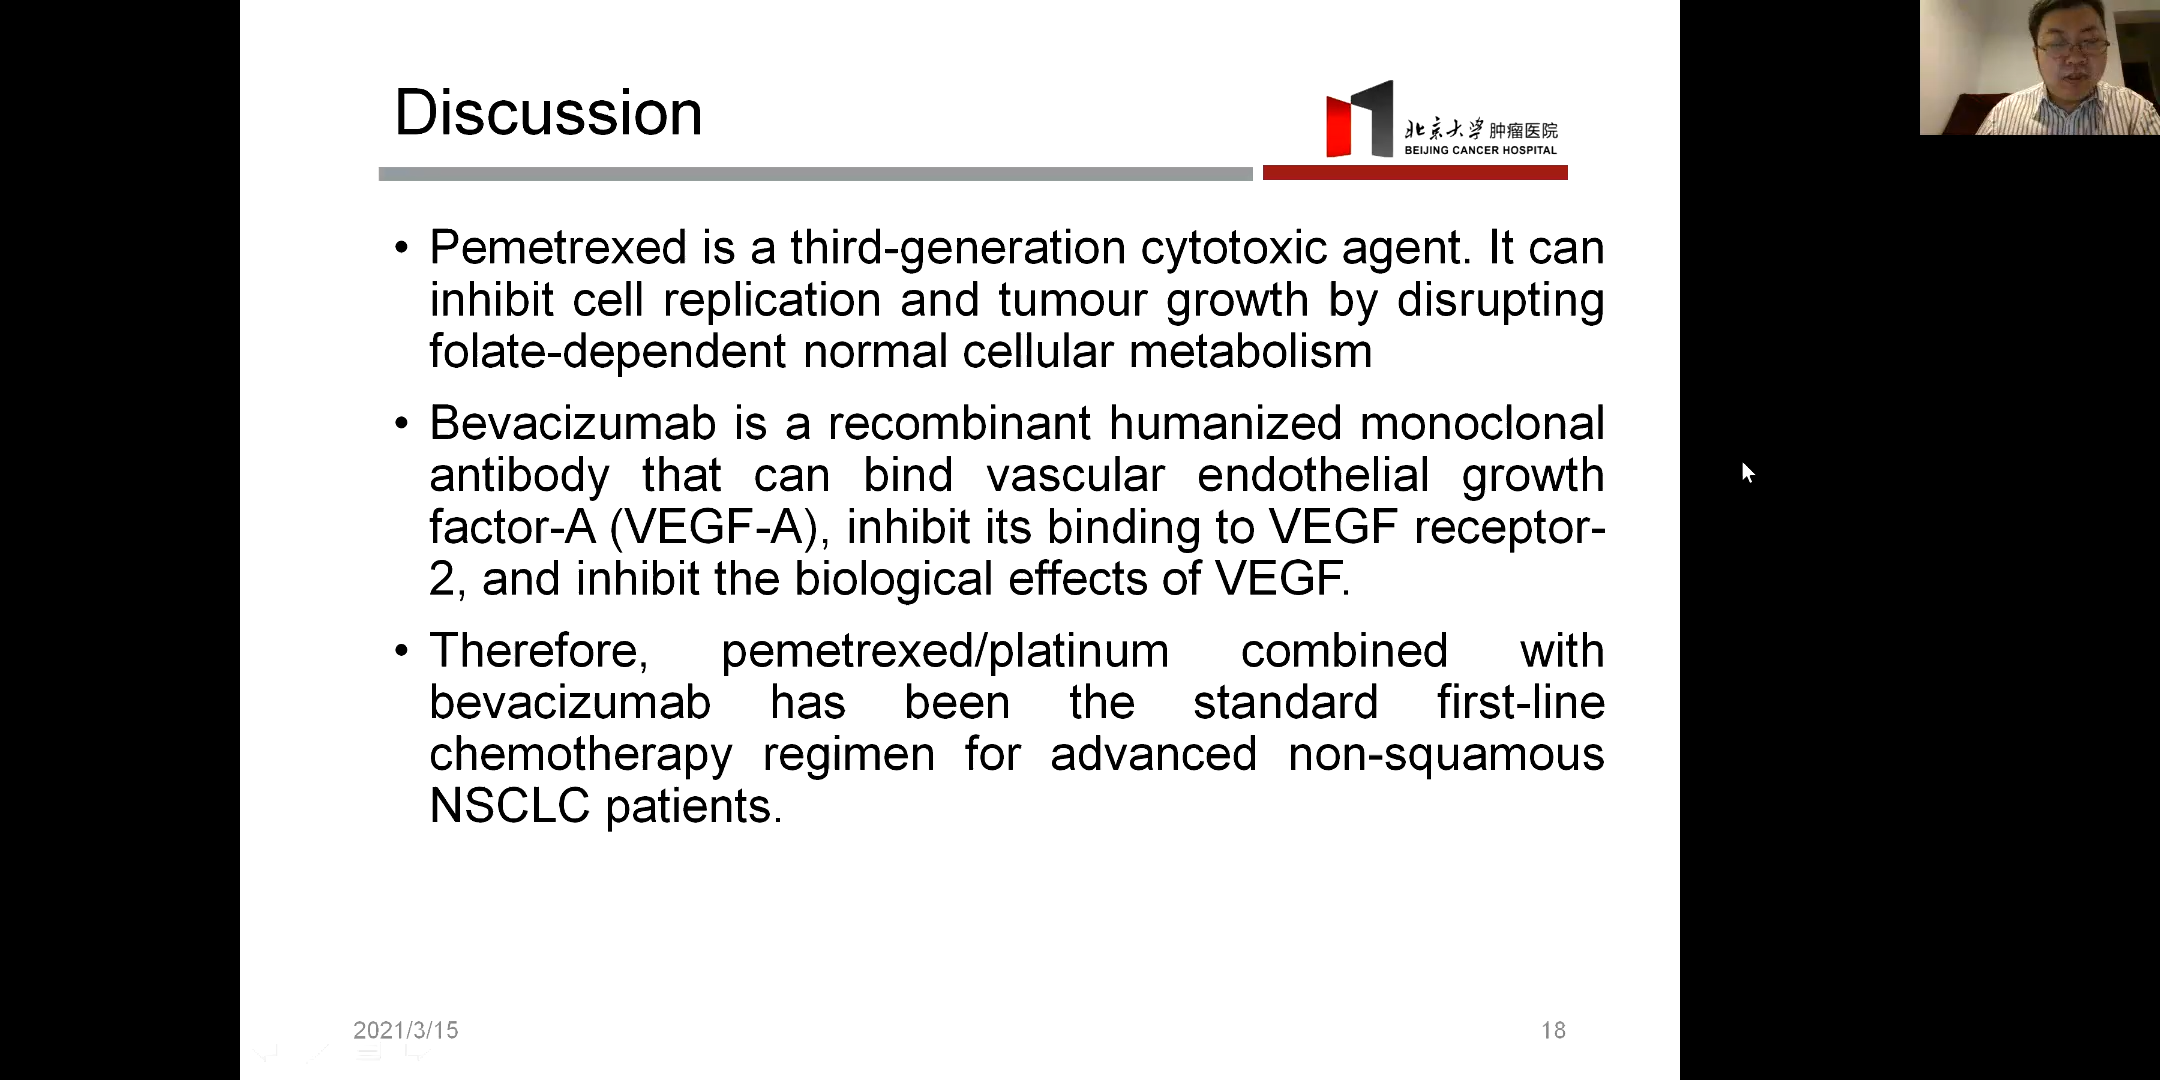 Discussion
北京大学肿瘤医院
BEIJING CANCER HOSPITAL
• Pemetrexed is a third-generation cytotoxic agent. It can
inhibit cell replication and tumour growth by disrupting
folate-dependent normal cellular metabolism
• Bevacizumab is a recombinant humanized monoclonal
antibody that can bind vascular endothelial growth
factor-A (VEGF-A), inhibit its binding to VEGF receptor-
2, and inhibit the biological effects of VEGF.
• Therefore, pemetrexed/platinum combined with
bevacizumab has been the standard first-line
chemotherapy regimen for advanced non-squamous
NSCLC patients.
2021/3/15
18